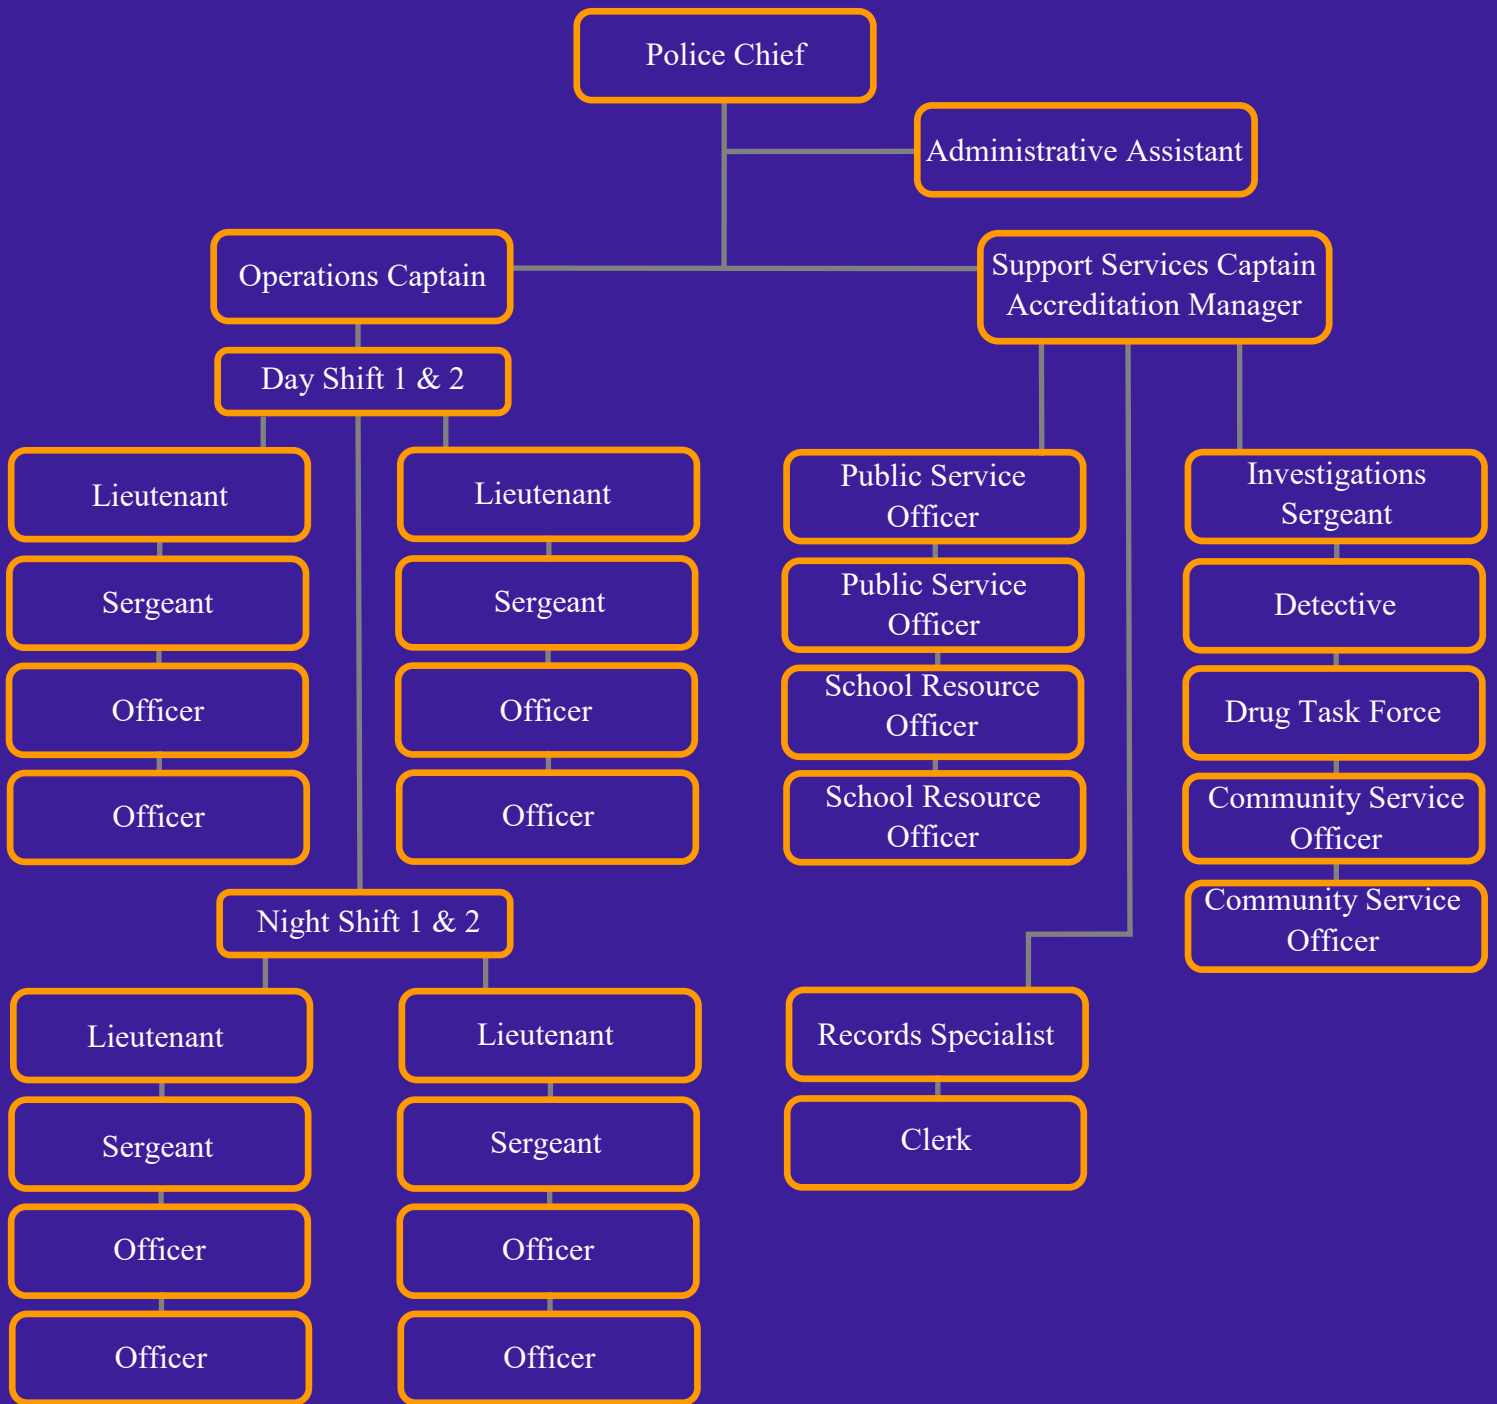 Police Chief
Administrative Assistant
Operations Captain
Support Services Captain
Accreditation Manager
Day Shift 1 & 2
Lieutenant
Sergeant
Officer
Officer
Lieutenant
Sergeant
Officer
Officer
Night Shift 1 & 2
Lieutenant
Sergeant
Officer
Officer
Lieutenant
Sergeant
Officer
Officer
Public Service
Officer
Public Service
Officer
School Resource
Officer
School Resource
Officer
Records Specialist
Clerk
Investigations
Sergeant
Detective
Drug Task Force
Community Service
Officer
Community Service
Officer